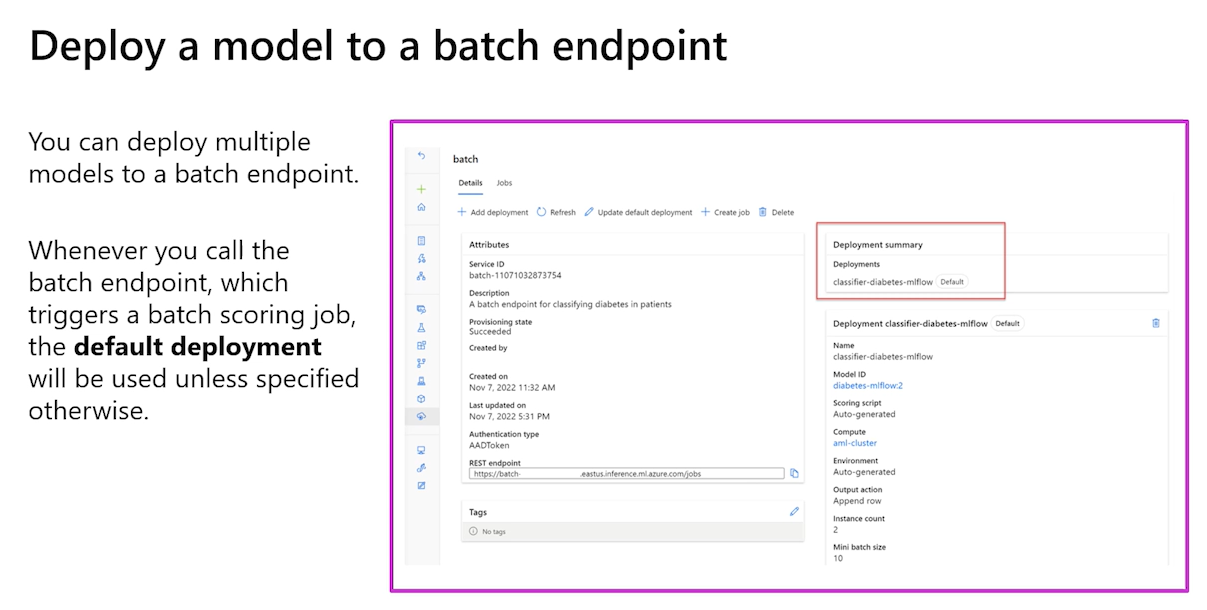 Deploy a model to a batch endpoint
You can deploy multiple
models to a batch endpoint.
Whenever you call the
batch endpoint, which
triggers a batch scoring job,
the default deployment
will be used unless specified
otherwise.
batch
Details Jobs
Add deployment Refresh Update default deployment Create job Delete
Attributes
Service ID
batch-11071032873754
Description
A batch endpoint for classifying diabetes in patients
Provisioning state
Succeeded
Created by
Created on
Nov 7, 2022 11:32 AM
Last updated on
Nov 7, 2022 5:31 PM
Authentication type
AADToken
REST endpoint
https://batch- .eastus.inference.ml.azure.com/jobs
Tags
No tags
Deployment summary
Deployments
classifier-diabetes-mlflow Default
Deployment classifier-diabetes-mlflow Default
Name
classifier-diabetes-mlflow
Model ID
diabetes-mlflow:2
Scoring script
Auto-generated
Compute
aml-cluster
Environment
Auto-generated
Output action
Append row
Instance count
2
Mini batch size
10